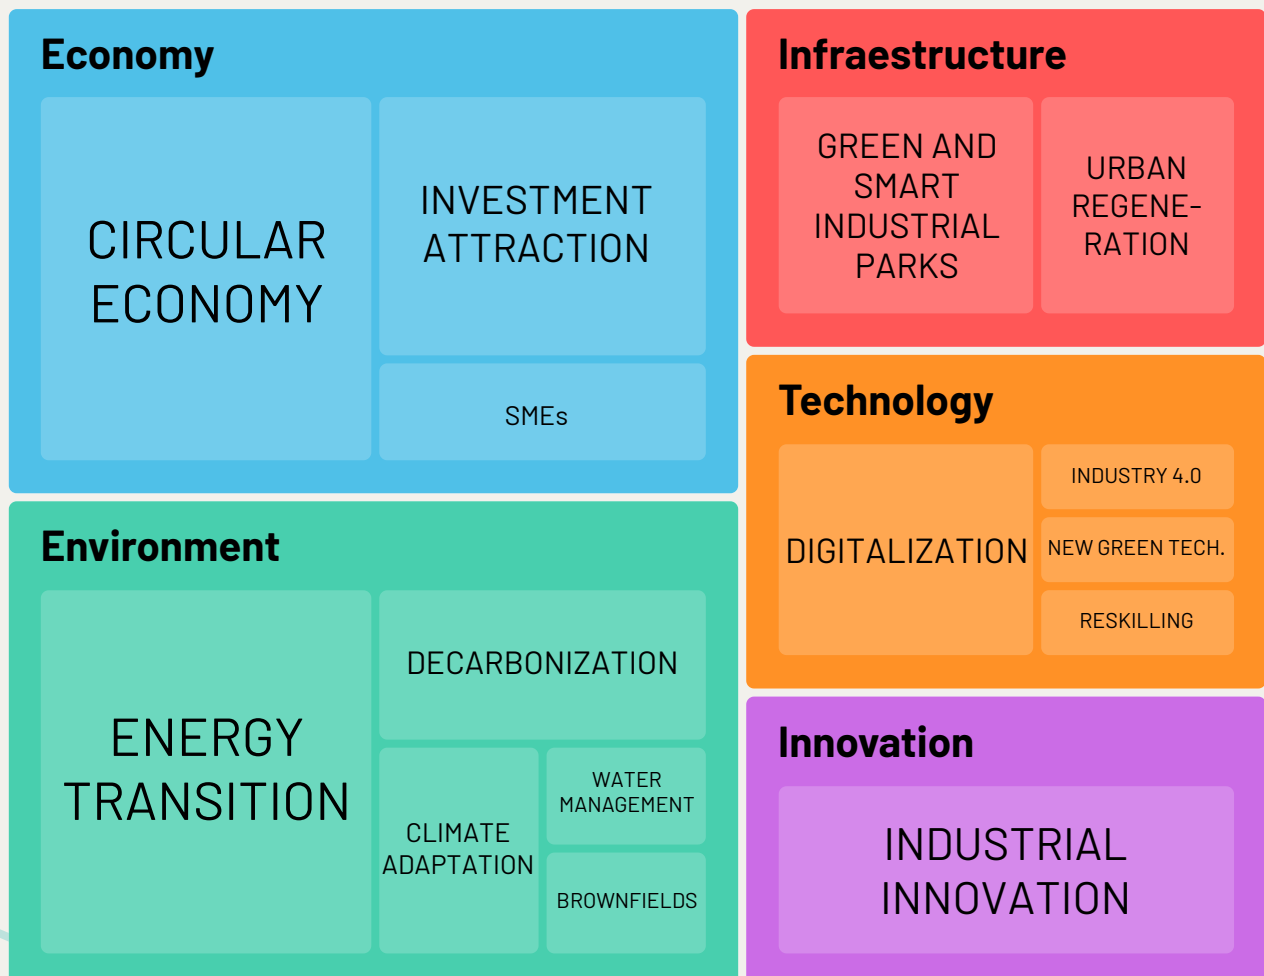 Economy
CIRCULAR
ECONOMY
INVESTMENT
ATTRACTION
SMEs
Infraestructure
GREEN AND
SMART
INDUSTRIAL
PARKS
URBAN
REGENE-
RATION
Technology
DIGITALIZATION
INDUSTRY 4.0
NEW GREEN TECH.
RESKILLING
Environment
ENERGY
TRANSITION
DECARBONIZATION
CLIMATE
ADAPTATION
WATER
MANAGEMENT
BROWNFIELDS
Innovation
INDUSTRIAL
INNOVATION